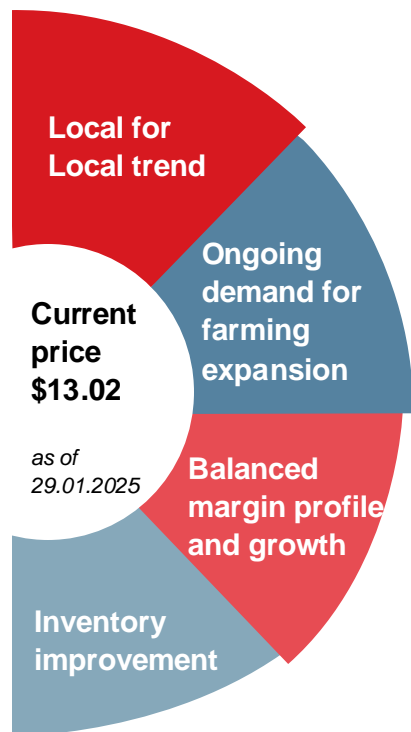 Local for
Local trend
Ongoing
demand for
farming
expansion
Current
price
$13.02
as of
29.01.2025
Balanced
margin profile
and growth
Inventory
improvement